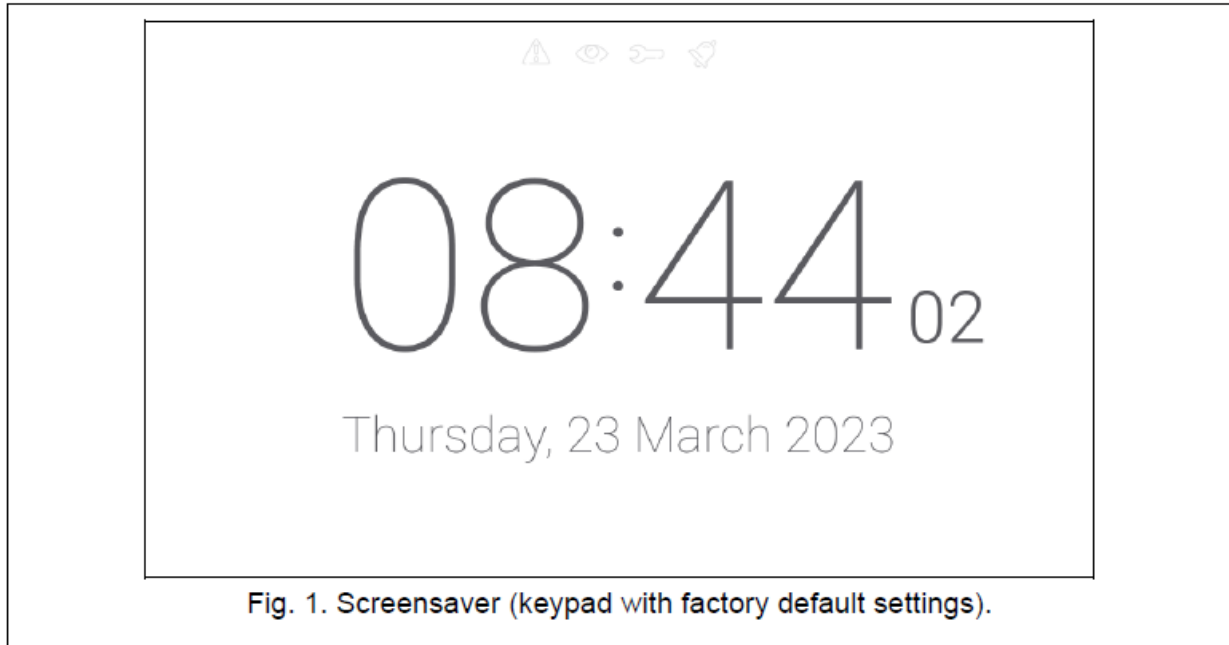 08:44 02
Thursday, 23 March 2023
Fig. 1. Screensaver (keypad with factory default settings).